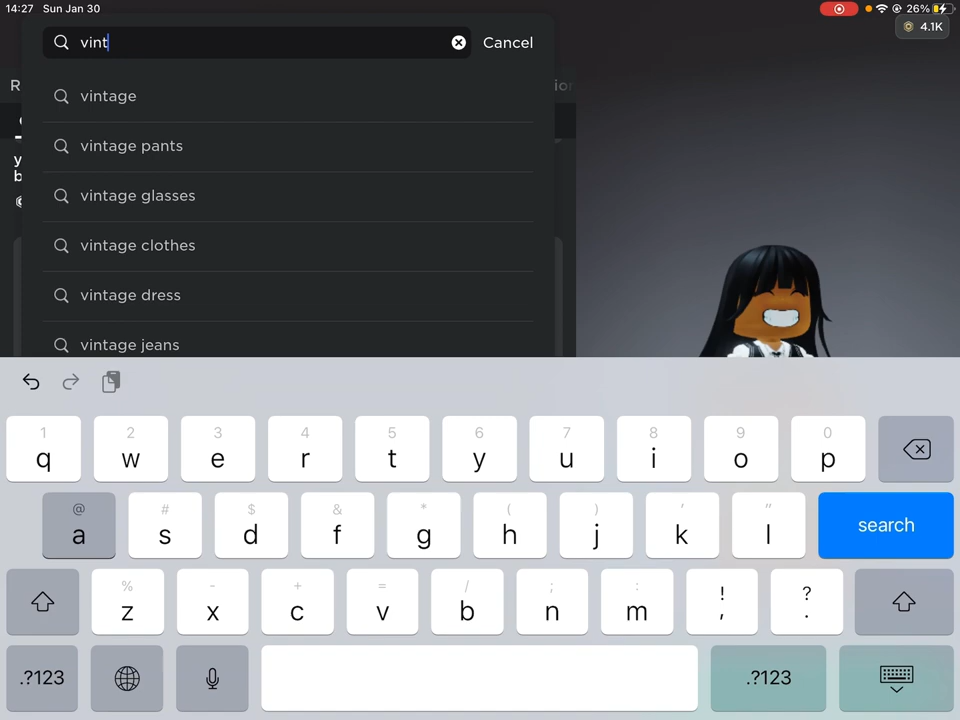 14:27 Sun Jan 30 26%
4.1K
vint Cancel
R
vintage
y
b
vintage pants
vintage glasses
vintage clothes
vintage dress
vintage jeans
1 2 3 4 5 6 7 8 9 0
q w e r t y u i o p
@ # $ & * ( ) ' "
a s d f g h j k l search
% - + = / ; : ! ?
z x c v b n m , .
.?123 .?123